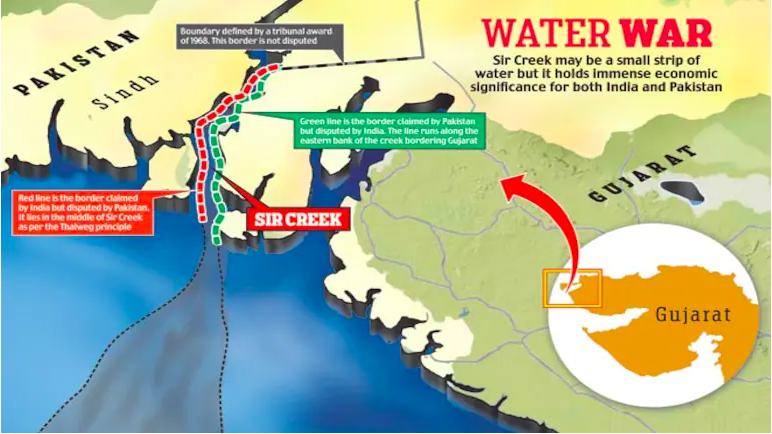 Boundary defined by a tribunal award
of 1968. This border is not disputed
WATER WAR
Sir Creek may be a small strip of
water but it holds immense economic
significance for both India and Pakistan
PAKISTAN
Sindh
Green line is the border claimed by Pakistan
but disputed by India. The line runs along the
eastern bank of the creek bordering Gujarat
GUJARAT
Red line is the border claimed
by India but disputed by Pakistan.
It lies in the middle of Sir Creek
as per the Thalweg principle
SIR CREEK
Gujarat